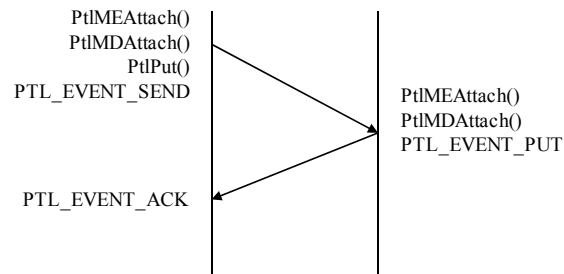 PtlMEAttach()
PtlMDAttach()
PtlPut()
PTL_EVENT_SEND
PtlMEAttach()
PtlMDAttach()
PTL_EVENT_PUT
PTL_EVENT_ACK